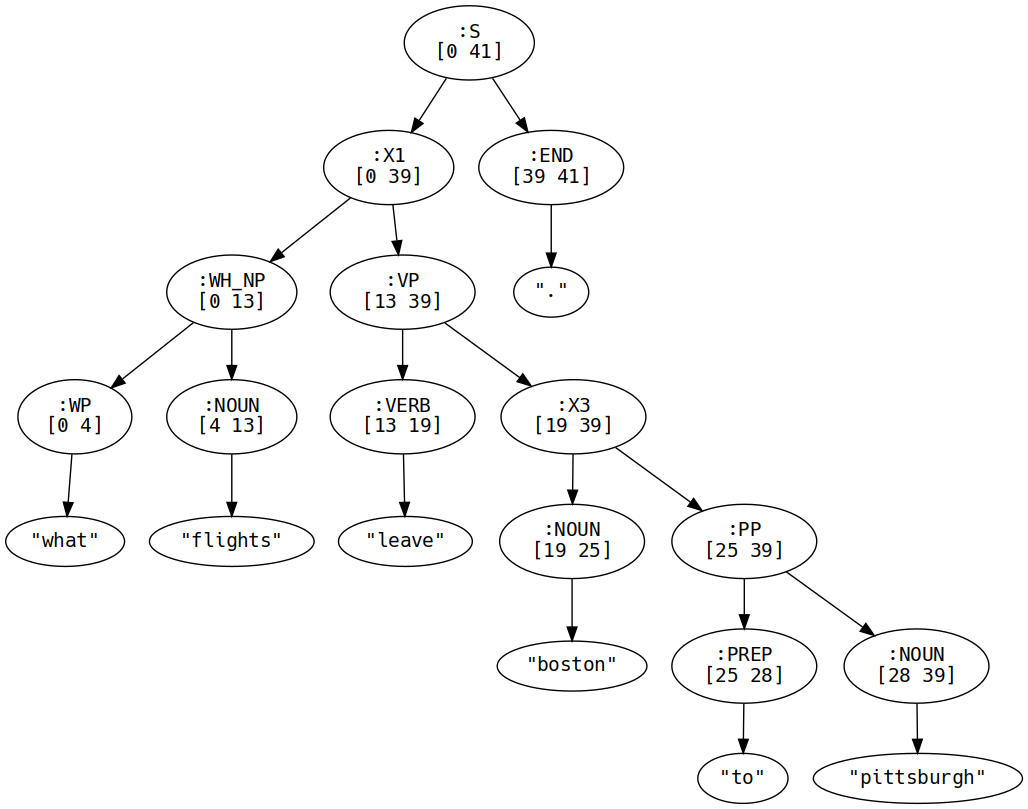 :S
[0 41]
:X1
[0 39]
:END
[39 41]
:WH_NP
[0 13]
:VP
[13 39]
"."
:WP
[0 4]
:NOUN
[4 13]
:VERB
[13 19]
:X3
[19 39]
"what"
"flights"
"leave"
:NOUN
[19 25]
:PP
[25 39]
"boston"
:PREP
[25 28]
:NOUN
[28 39]
"to"
"pittsburgh"